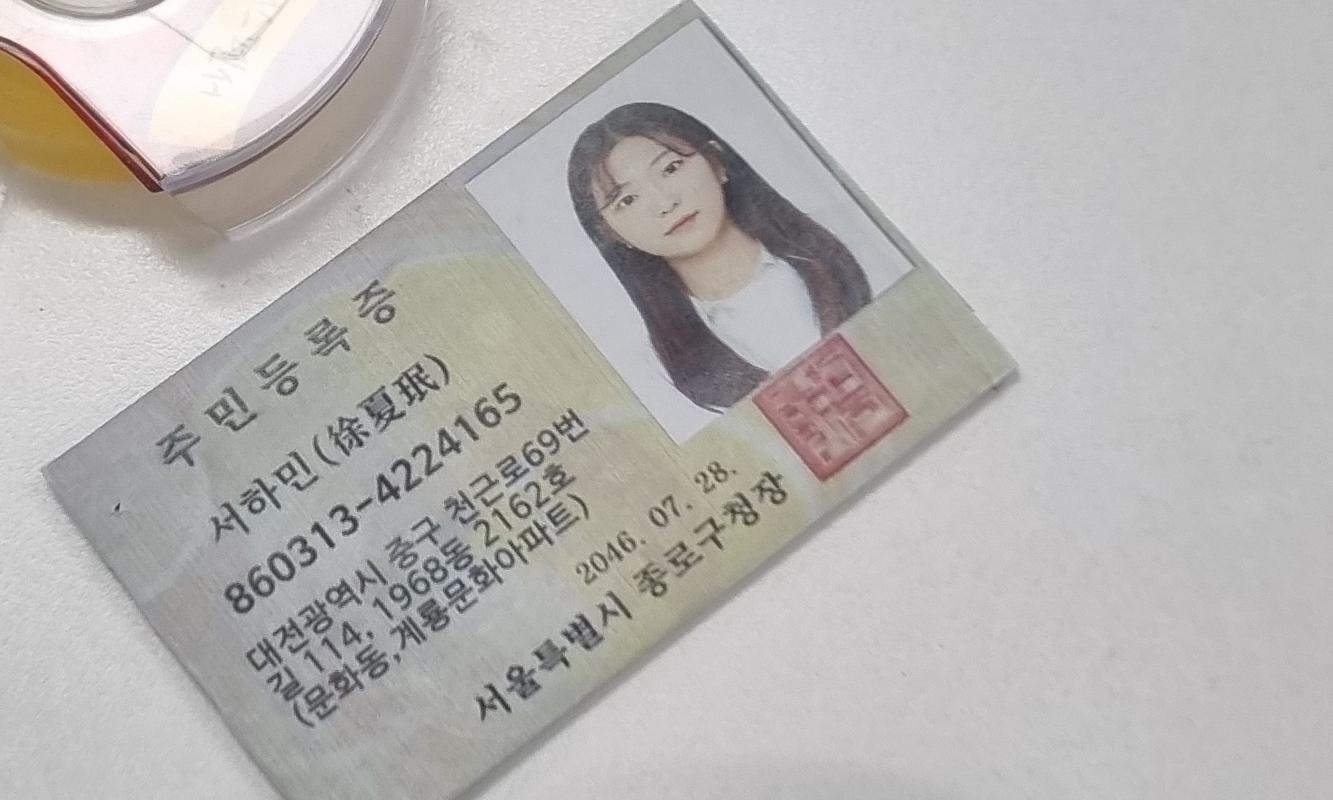 주민등록증
서하민(徐夏珉)
860313-4224165
대전광역시 중구 천근로69번
길 114, 1968동 2162호
(문화동,계룡문화아파트)
2046. 07. 28.
서울특별시 종로구청장